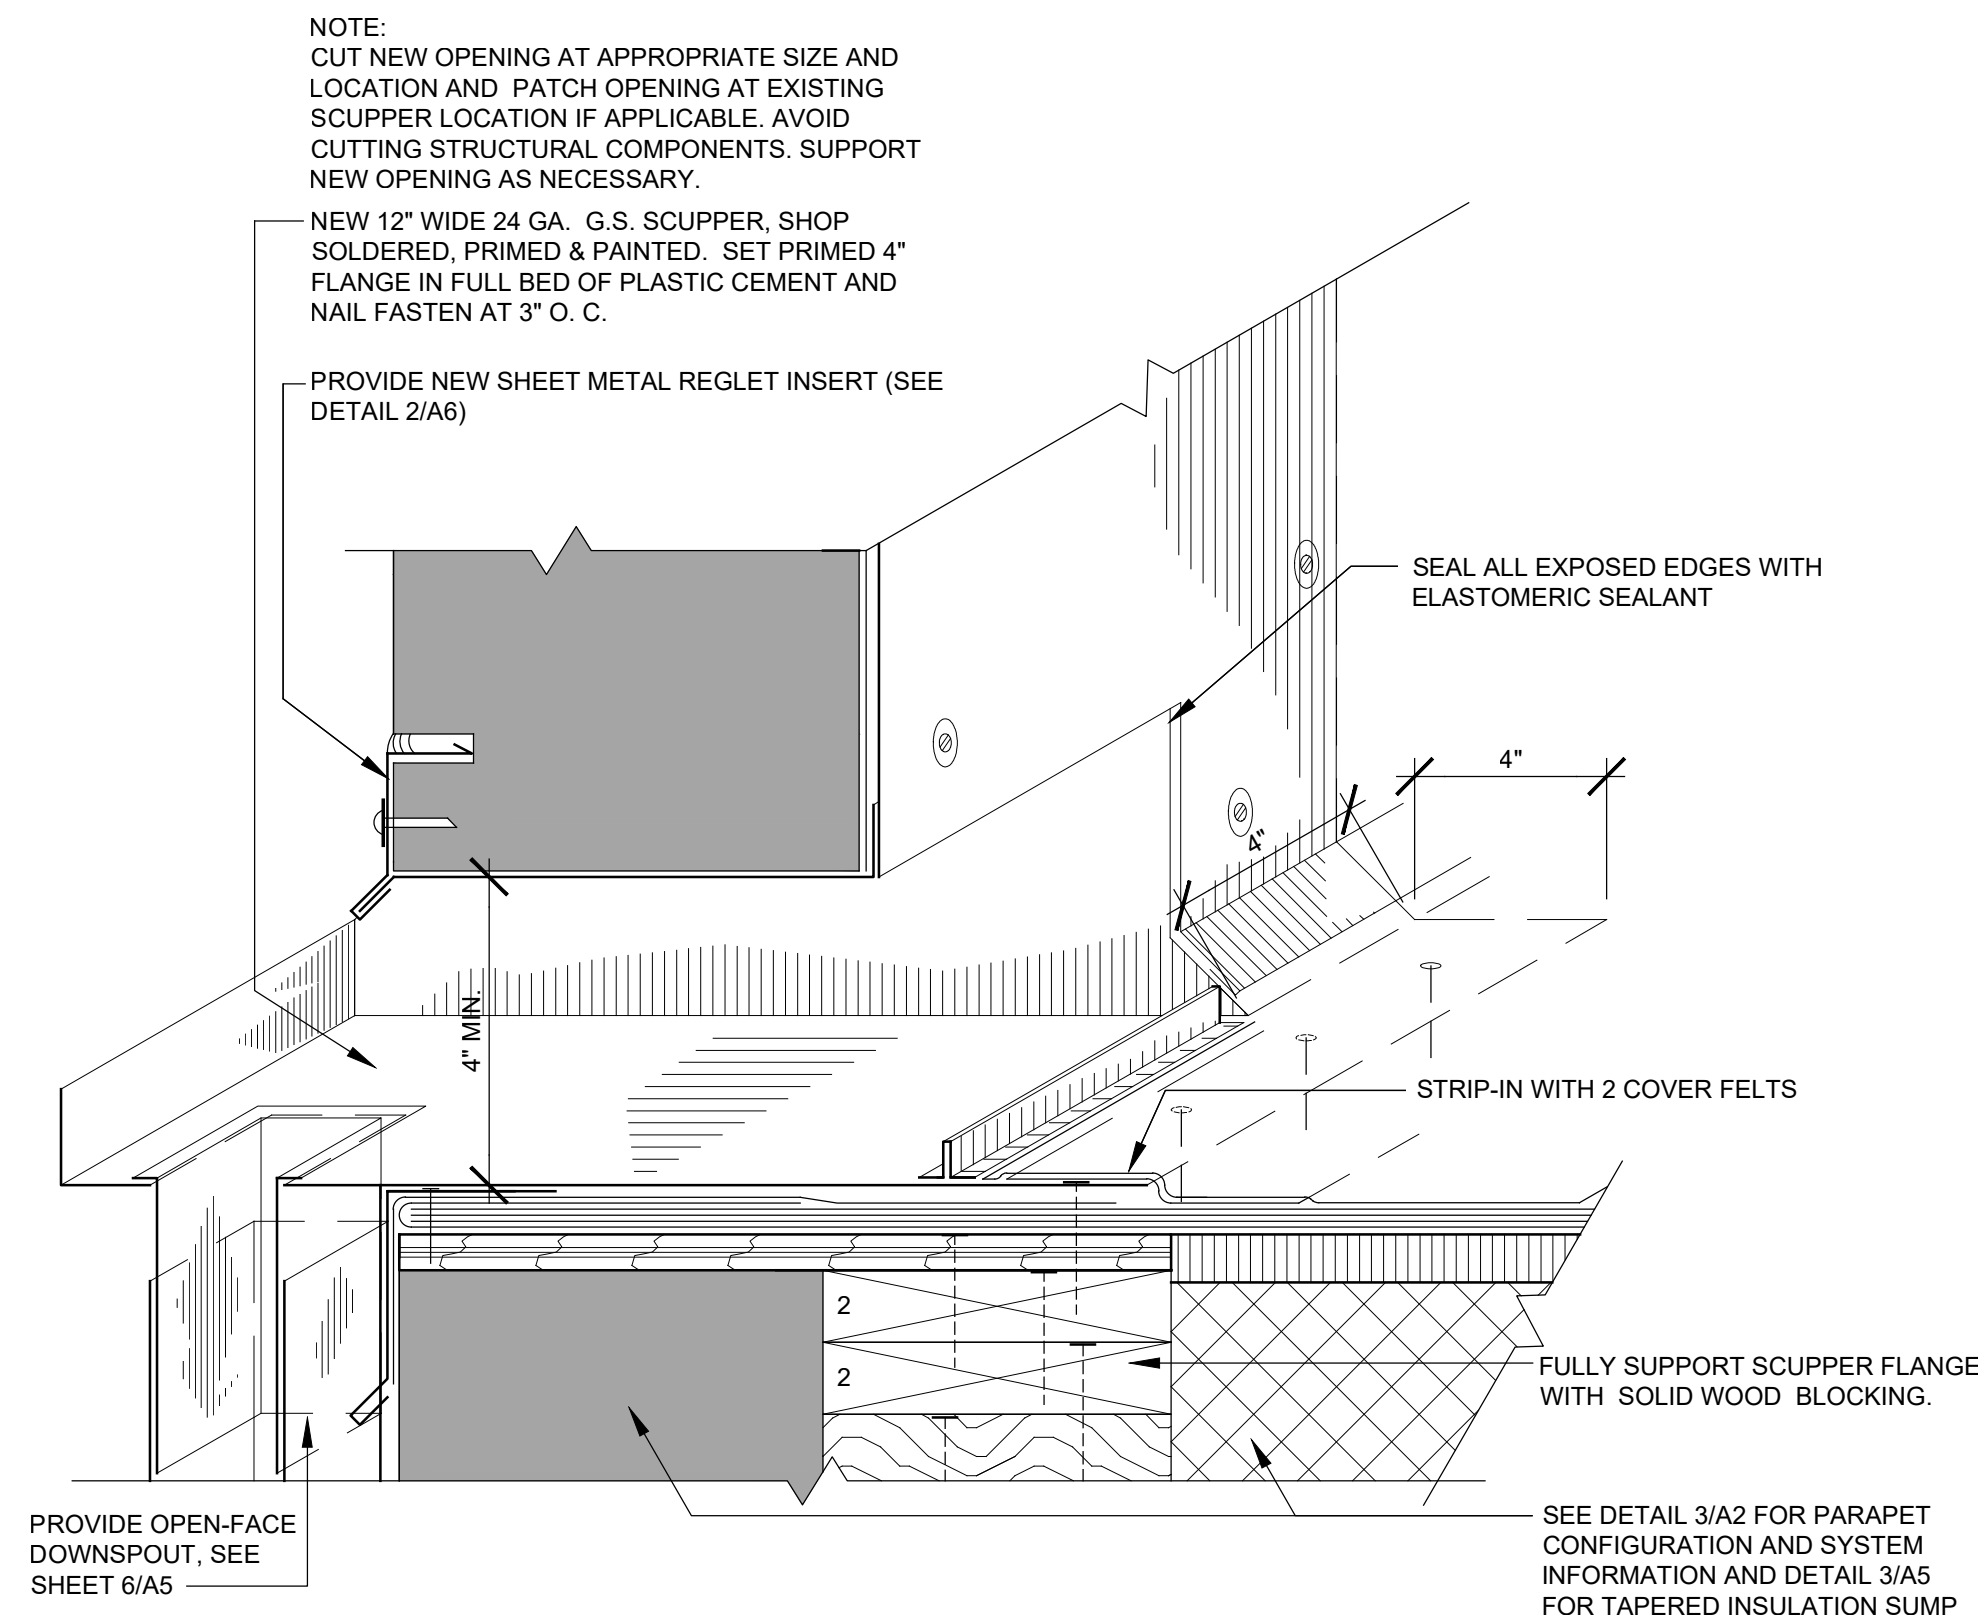 NOTE:
CUT NEW OPENING AT APPROPRIATE SIZE AND
LOCATION AND PATCH OPENING AT EXISTING
SCUPPER LOCATION IF APPLICABLE. AVOID
CUTTING STRUCTURAL COMPONENTS. SUPPORT
NEW OPENING AS NECESSARY.
NEW 12" WIDE 24 GA. G.S. SCUPPER, SHOP
SOLDERED, PRIMED & PAINTED. SET PRIMED 4"
FLANGE IN FULL BED OF PLASTIC CEMENT AND
NAIL FASTEN AT 3" O. C.
PROVIDE NEW SHEET METAL REGLET INSERT (SEE
DETAIL 2/A6)
SEAL ALL EXPOSED EDGES WITH
ELASTOMERIC SEALANT
4"
4"
4" MIN.
STRIP-IN WITH 2 COVER FELTS
2
2
FULLY SUPPORT SCUPPER FLANGE
WITH SOLID WOOD BLOCKING.
PROVIDE OPEN-FACE
DOWNSPOUT, SEE
SHEET 6/A5
SEE DETAIL 3/A2 FOR PARAPET
CONFIGURATION AND SYSTEM
INFORMATION AND DETAIL 3/A5
FOR TAPERED INSULATION SUMP